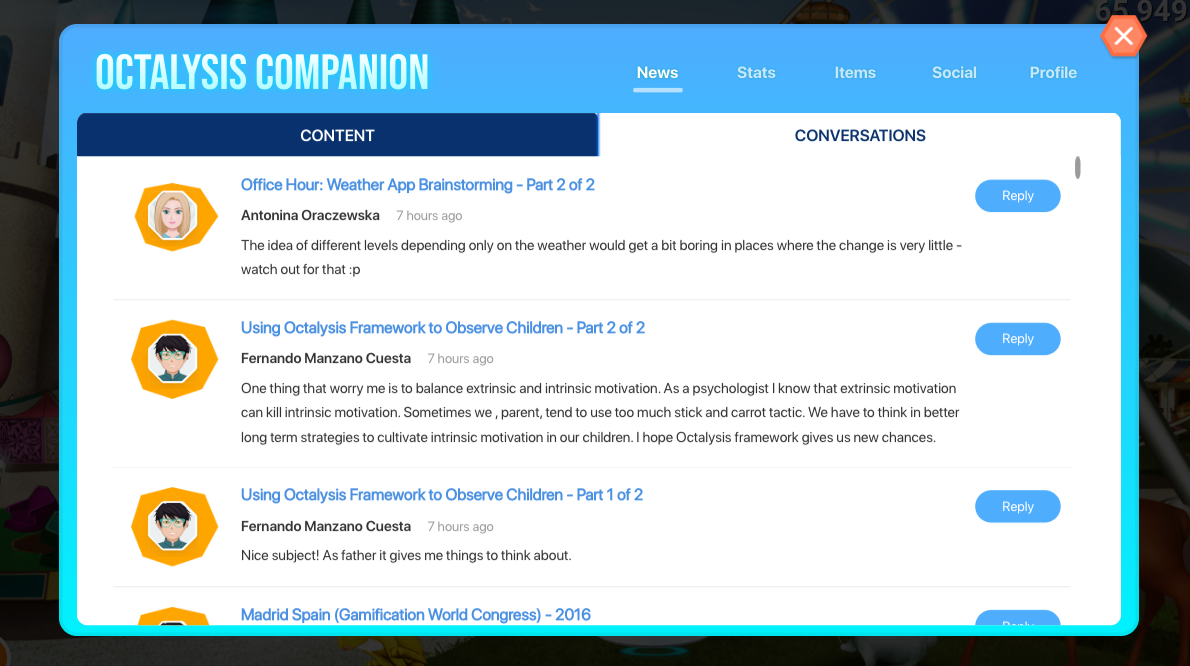 65,949
OCTALYSIS COMPANION
News Stats Items Social Profile
CONTENT CONVERSATIONS
Office Hour: Weather App Brainstorming - Part 2 of 2
Reply
Antonina Oraczewska 7 hours ago
The idea of different levels depending only on the weather would get a bit boring in places where the change is very little -
watch out for that :p
Using Octalysis Framework to Observe Children - Part 2 of 2
Reply
Fernando Manzano Cuesta 7 hours ago
One thing that worry me is to balance extrinsic and intrinsic motivation. As a psychologist I know that extrinsic motivation
can kill intrinsic motivation. Sometimes we , parent, tend to use too much stick and carrot tactic. We have to think in better
long term strategies to cultivate intrinsic motivation in our children. I hope Octalysis framework gives us new chances.
Using Octalysis Framework to Observe Children - Part 1 of 2
Reply
Fernando Manzano Cuesta 7 hours ago
Nice subject! As father it gives me things to think about.
Madrid Spain (Gamification World Congress) - 2016
Reply